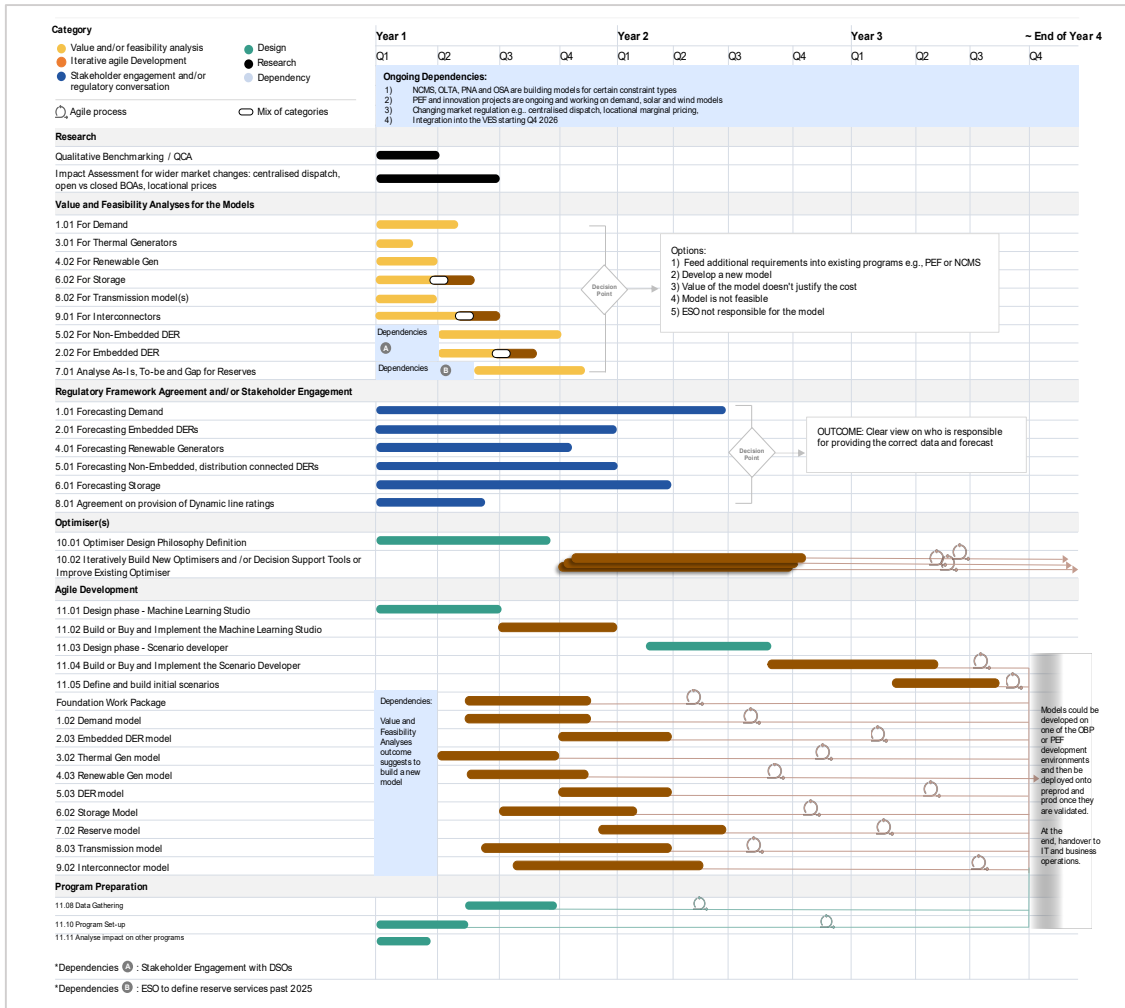 Category
Value and/or feasibility analysis
Iterative agile Development
Stakeholder engagement and/or
regulatory conversation
Design
Research
Dependency
Agile process
Mix of categories
Year 1
Year 2
Year 3
~ End of Year 4
Q1
Q2
Q3
Q4
Q1
Q2
Q3
Q4
Q1
Q2
Q3
Q4
Ongoing Dependencies:
1) NCMS, OLTA, PNA and OSA are building models for certain constraint types
2) PEF and innovation projects are ongoing and working on demand, solar and wind models
3) Changing market regulation e.g.. centralised dispatch, locational marginal pricing,
4) Integration into the VES starting Q4 2026
Research
Qualitative Benchmarking / QCA
Impact Assessment for wider market changes: centralised dispatch,
open vs closed BOAs, locational prices
Value and Feasibility Analyses for the Models
1.01 For Demand
3.01 For Thermal Generators
4.02 For Renewable Gen
6.02 For Storage
8.02 For Transmission model(s)
9.01 For Interconnectors
5.02 For Non-Embedded DER
2.02 For Embedded DER
7.01 Analyse As-Is, To-be and Gap for Reserves
Dependencies
A
Dependencies B
Decision
Point
Options:
1) Feed additional requirements into existing programs e.g., PEF or NCMS
2) Develop a new model
3) Value of the model doesn't justify the cost
4) Model is not feasible
5) ESO not responsible for the model
Regulatory Framework Agreement and/ or Stakeholder Engagement
1.01 Forecasting Demand
2.01 Forecasting Embedded DERs
4.01 Forecasting Renewable Generators
5.01 Forecasting Non-Embedded, distribution connected DERs
6.01 Forecasting Storage
8.01 Agreement on provision of Dynamic line ratings
Decision
Point
OUTCOME: Clear view on who is responsible
for providing the correct data and forecast
Optimiser(s)
10.01 Optimiser Design Philosophy Definition
10.02 Iteratively Build New Optimisers and /or Decision Support Tools or
Improve Existing Optimiser
Agile Development
11.01 Design phase - Machine Learning Studio
11.02 Build or Buy and Implement the Machine Learning Studio
11.03 Design phase - Scenario developer
11.04 Build or Buy and Implement the Scenario Developer
11.05 Define and build initial scenarios
Foundation Work Package
1.02 Demand model
2.03 Embedded DER model
3.02 Thermal Gen model
4.03 Renewable Gen model
5.03 DER model
6.02 Storage Model
7.02 Reserve model
8.03 Transmission model
9.02 Interconnector model
Dependencies:
Value and
Feasibility
Analyses
outcome
suggests to
build a new
model
Models could be
developed on
one of the OBP
or PEF
development
environments
and then be
deployed onto
preprod and
prod once they
are validated.
At the
end, handover to
IT and business
operations.
Program Preparation
11.08 Data Gathering
11.10 Program Set-up
11.11 Analyse impact on other programs
*Dependencies A : Stakeholder Engagement with DSOs
*Dependencies B : ESO to define reserve services past 2025